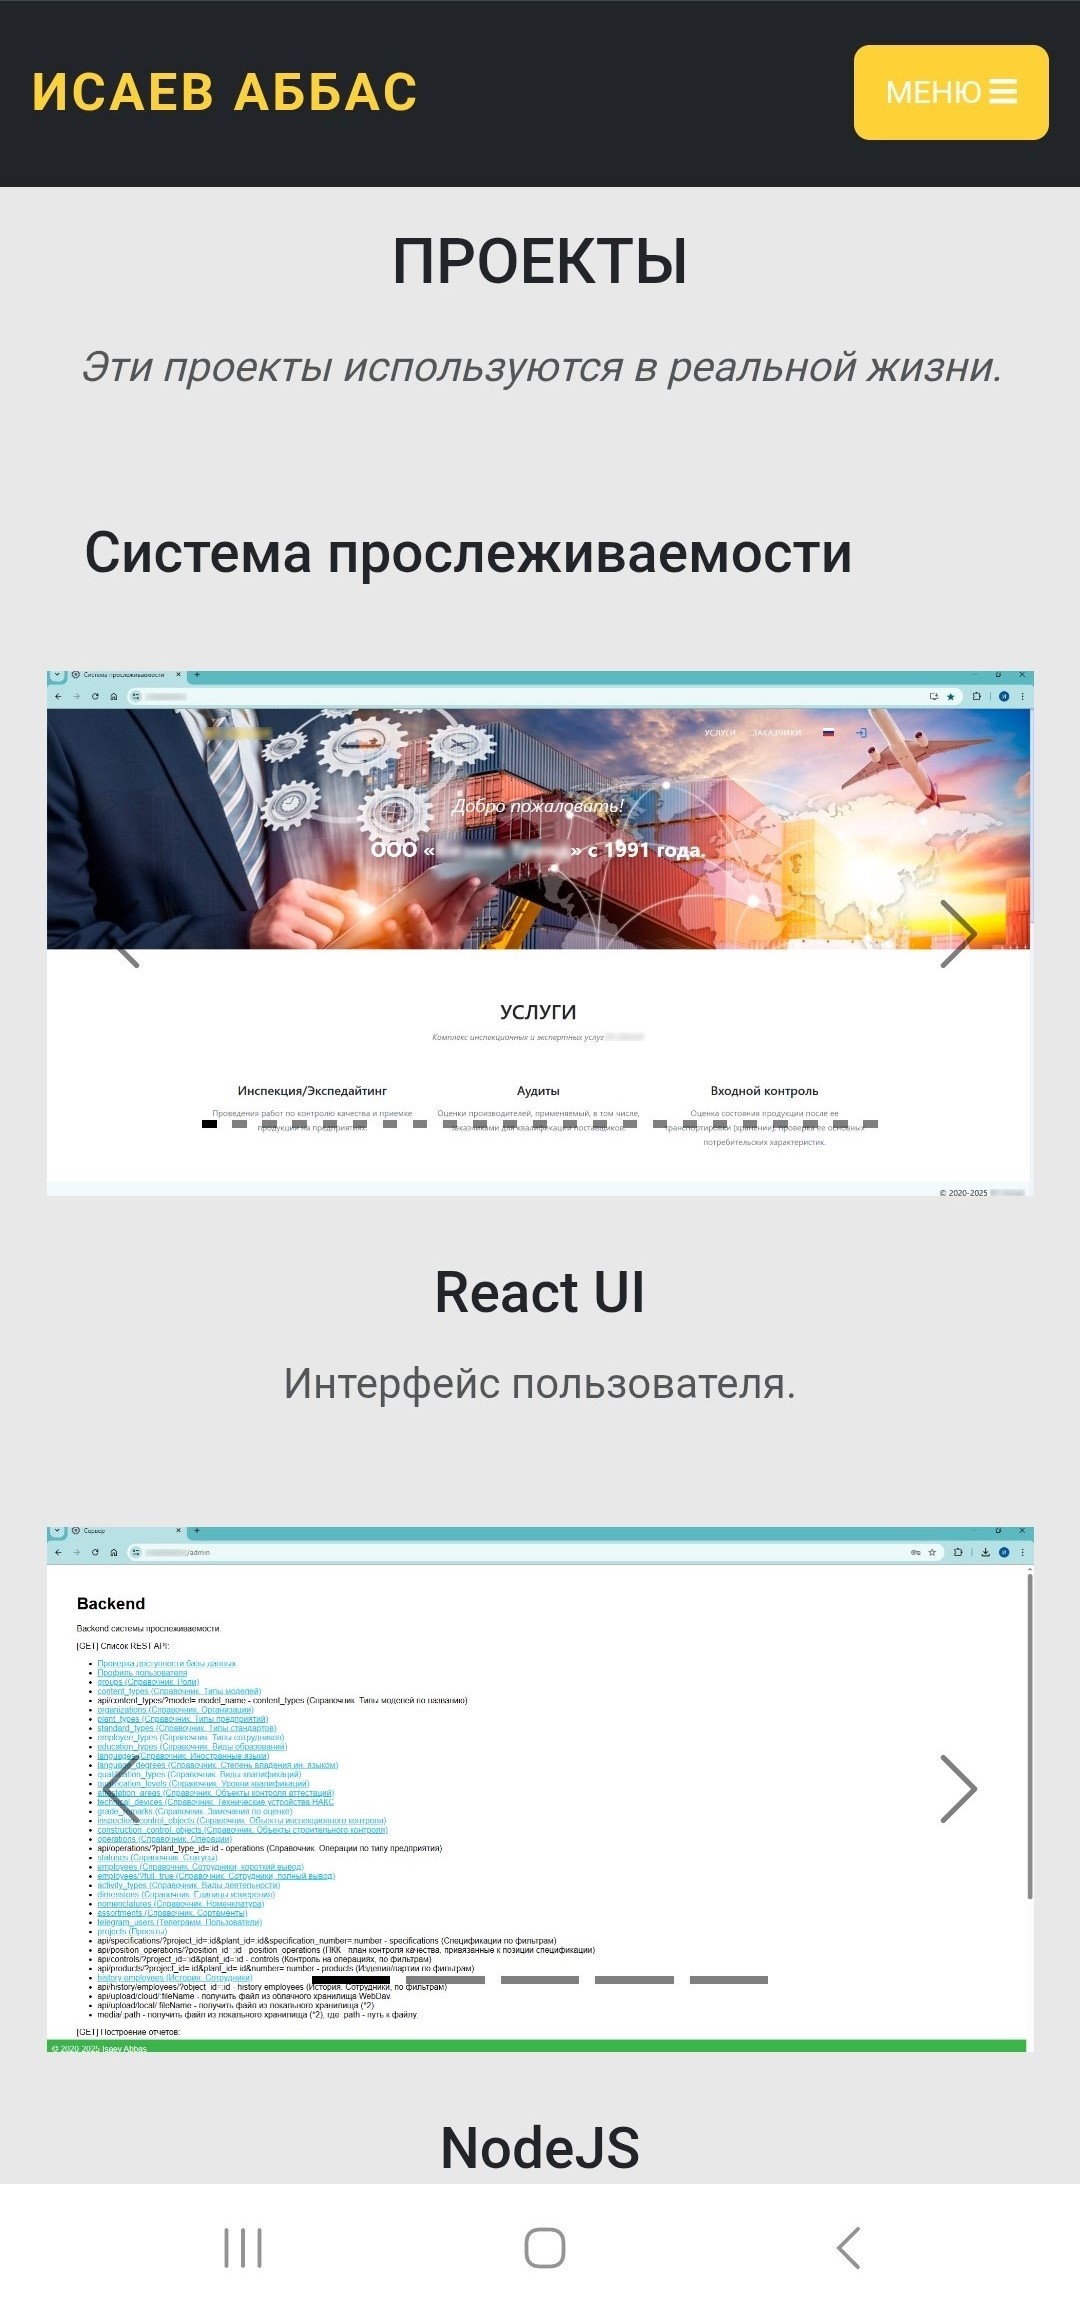 ИСАЕВ АББАС
МЕНЮ
ПРОЕКТЫ
Эти проекты используются в реальной жизни.
Система прослеживаемости
Система прослеживаемости
УСЛУГИ ЗАКАЗЧИКИ
Добро пожаловать!
ООО « » с 1991 года.
УСЛУГИ
Комплекс инспекционных и экспертных услуг
Инспекция/Экспедайтинг Аудиты Входной контроль
Проведения работ по контролю качества и приемке Оценки производителей, применяемый, в том числе, Оценка состояния продукции после ее
продукции на предприятиях. заказчиками для квалификации поставщиков. транспортировки (хранении), проверка ее основных
потребительских характеристик.
© 2020-2025
React UI
Интерфейс пользователя.
Сервер
/admin
Backend
Backend системы прослеживаемости.
[GET] Список REST API:
Проверка доступности базы данных
Профиль пользователя
groups (Справочник. Роли)
content_types (Справочник. Типы моделей)
api/content_types/?model= model_name - content_types (Справочник. Типы моделей по названию)
organizations (Справочник. Организации)
plant_types (Справочник. Типы предприятий)
standard_types (Справочник. Типы стандартов)
employee_types (Справочник. Типы сотрудников)
education_types (Справочник. Виды образований)
languages (Справочник. Иностранные языки)
language_degrees (Справочник. Степень владения ин. языком)
qualification_types (Справочник. Виды квалификаций)
(Справочник. Уровни квалификаций)
(Справочник. Объекты контроля аттестаций)
technical_devices (Справочник. Технические устройства НАКС
(Справочник. Замечания по оценке)
inspection_control_objects (Справочник. Объекты инспекционного контроля)
construction_control_objects (Справочник. Объекты строительного контроля)
operations (Справочник. Операции)
api/operations/?plant_type_id=:id - operations (Справочник. Операции по типу предприятия)
statuses (Справочник. Статусы)
employees (Справочник. Сотрудники, короткий вывод)
employees/?full_true (Справочник. Сотрудники, полный вывод)
activity_types (Справочник. Виды деятельности)
dimensions (Справочник. Единицы измерения)
nomenclatures (Справочник. Номенклатура)
assortments (Справочник. Сортаменты)
telegram_users (Телеграмм. Пользователи)
projects (Проекты)
api/specifications/?project_id=:id&plant_id=:id&specification_number=:number - specifications (Спецификации по фильтрам)
api/position_operations/?position_id=:id - position_operations (ПКК - план контроля качества, привязанные к позиции спецификации)
api/controls/?project_id=:id&plant_id=:id - controls (Контроль на операциях, по фильтрам)
api/products/?project_id=:id&plant_id=:id&number=:number - products (Изделия/партии по фильтрам)
history employees (История. Сотрудники)
api/history/employees/?object_id=:id - history employees (История. Сотрудники, по фильтрам)
api/upload/cloud/:fileName - получить файл из облачного хранилища WebDav.
api/upload/local/:fileName - получить файл из локального хранилища (*2)
media/:path - получить файл из локального хранилища (*2), где :path - путь к файлу.
[GET] Построение отчетов:
© 2020-2025 Isaev Abbas
NodeJS